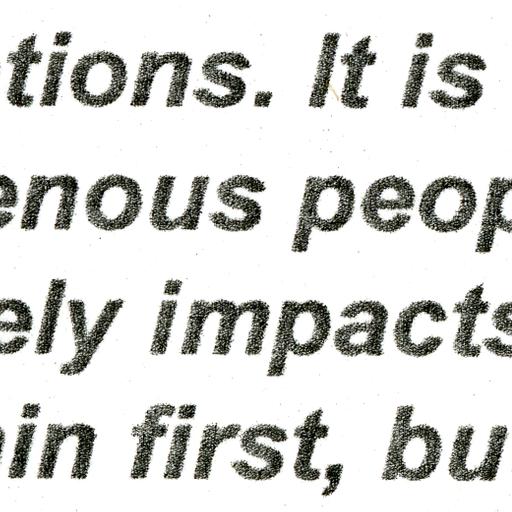 tions. It is
enous peop
ely impacts
in first, bu